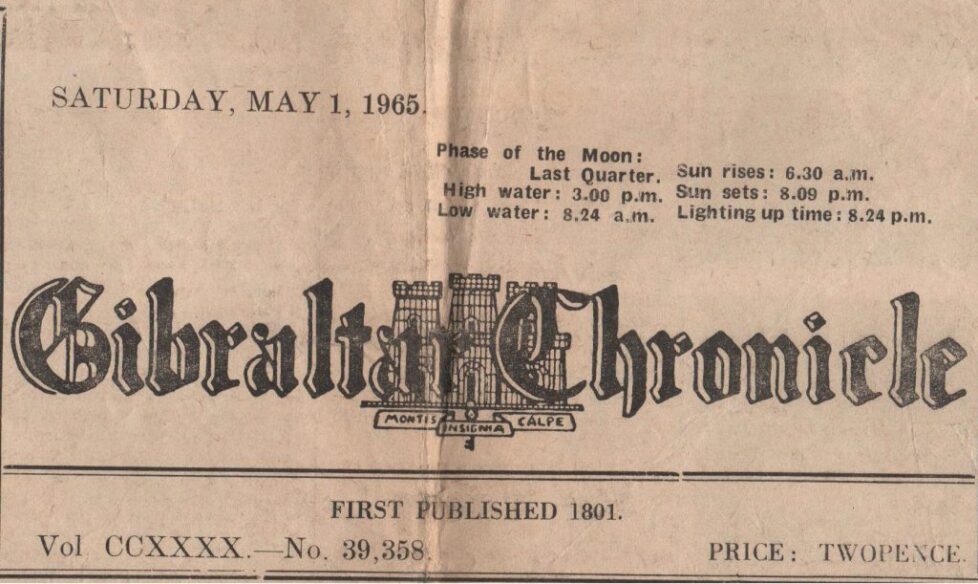 SATURDAY, MAY 1, 1965.
Phase of the Moon:
Last Quarter.
High water: 3.00 p.m.
Low water: 8.24 a.m.
Sun rises: 6.30 a.m.
Sun sets: 8.09 p.m.
Lighting up time: 8.24 p.m.
Gibraltar Chronicle
MONTIS INSIGNIA CALPE
FIRST PUBLISHED 1801.
Vol CCXXXX.—No. 39,358.
PRICE: TWOPENCE.